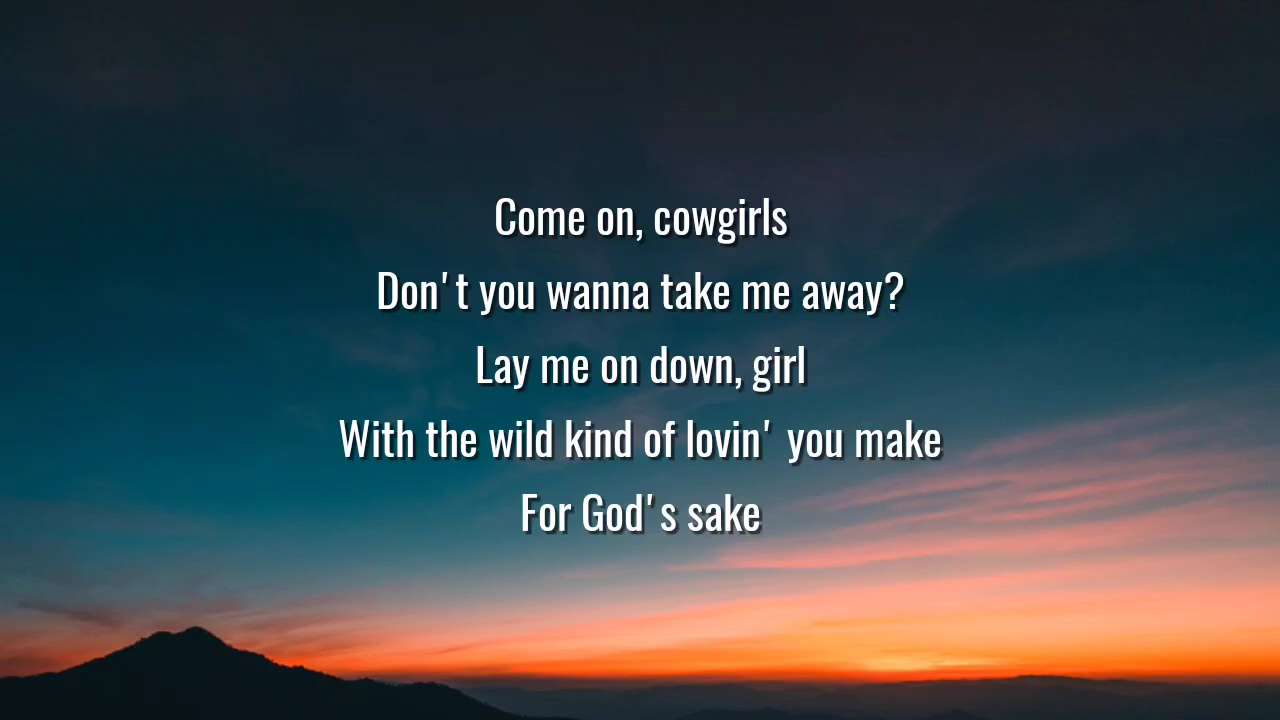 Come on, cowgirls
Don't you wanna take me away?
Lay me on down, girl
With the wild kind of lovin' you make
For God's sake